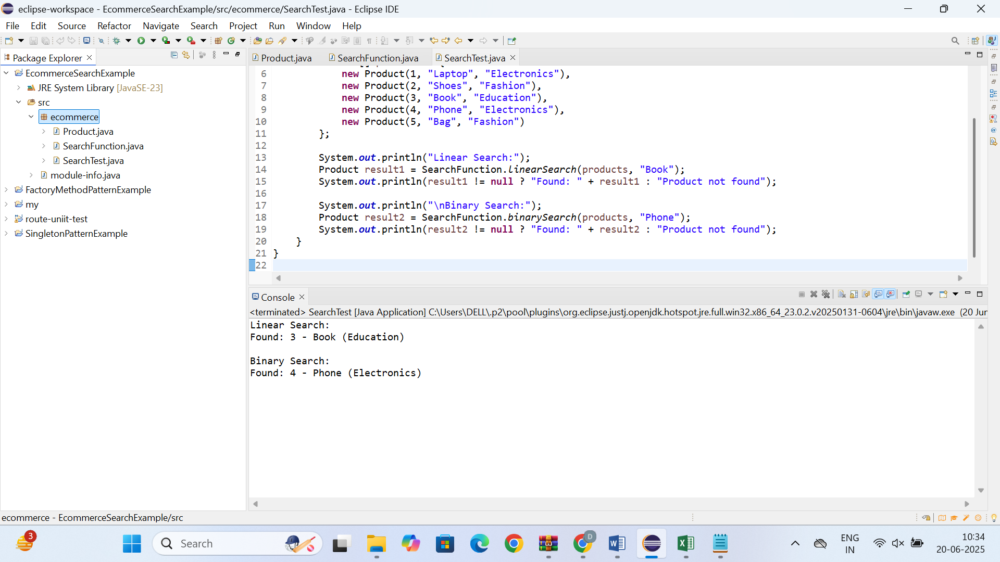 eclipse-workspace - EcommerceSearchExample/src/ecommerce/SearchTest.java - Eclipse IDE
File Edit Source Refactor Navigate Search Project Run Window Help
Package Explorer
EcommerceSearchExample
JRE System Library [JavaSE-23]
src
ecommerce
Product.java
SearchFunction.java
SearchTest.java
module-info.java
FactoryMethodPatternExample
my
route-uniit-test
SingletonPatternExample
Product.java SearchFunction.java SearchTest.java
6 new Product(1, "Laptop", "Electronics"),
7 new Product(2, "Shoes", "Fashion"),
8 new Product(3, "Book", "Education"),
9 new Product(4, "Phone", "Electronics"),
10 new Product(5, "Bag", "Fashion")
11 };
12
13 System.out.println("Linear Search:");
14 Product result1 = SearchFunction.linearSearch(products, "Book");
15 System.out.println(result1 != null ? "Found: " + result1 : "Product not found");
16
17 System.out.println("\nBinary Search:");
18 Product result2 = SearchFunction.binarySearch(products, "Phone");
19 System.out.println(result2 != null ? "Found: " + result2 : "Product not found");
20 }
21 }
22
Console
<terminated> SearchTest [Java Application] C:\Users\DELL\.p2\pool\plugins\org.eclipse.justj.openjdk.hotspot.jre.full.win32.x86_64_23.0.2.v20250131-0604\jre\bin\javaw.exe (20 Jun
Linear Search:
Found: 3 - Book (Education)
Binary Search:
Found: 4 - Phone (Electronics)
ecommerce - EcommerceSearchExample/src
3
Search
D
ENG
IN
10:34
20-06-2025